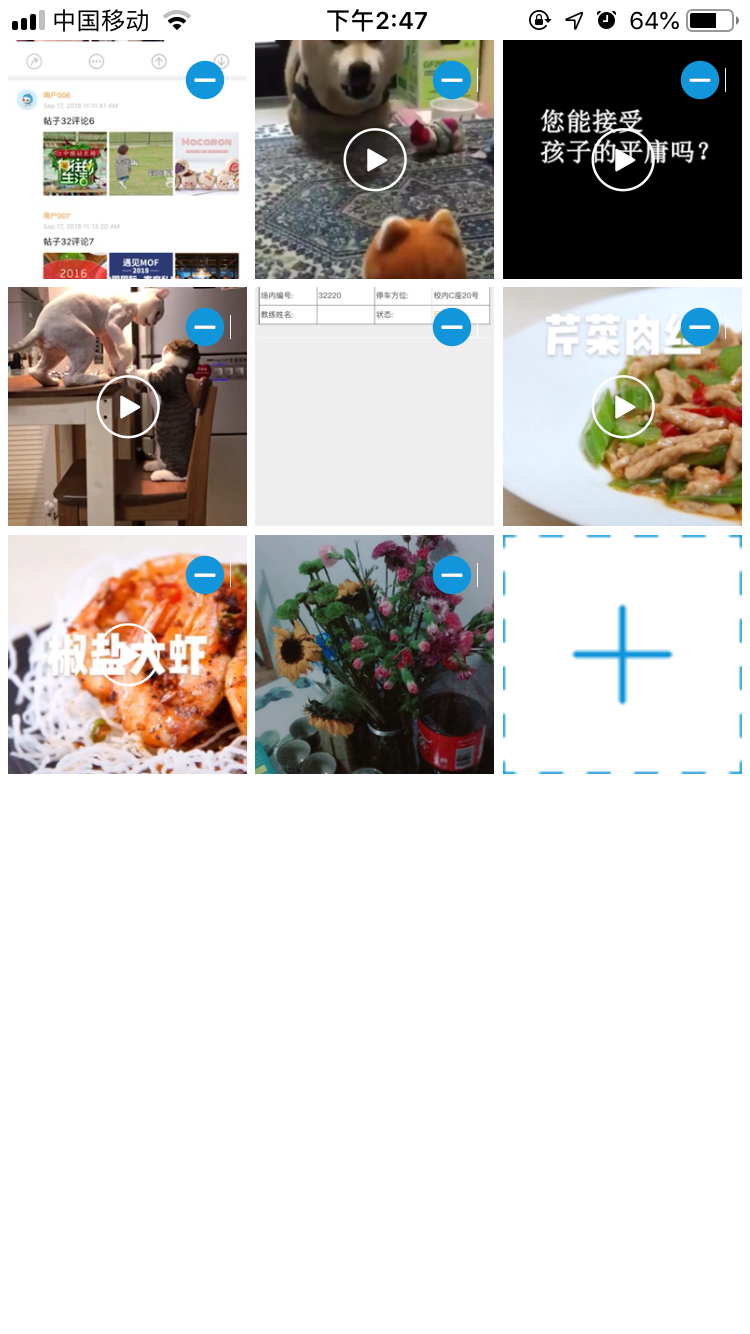 中国移动
下午2:47
64%
用户006
Sep 17, 2018 11:11:41 AM
帖子32评论6
生活
MACARON
用户007
Sep 17, 2018 11:13:20 AM
帖子32评论7
2016
遇见MOF
2018
您能接受
孩子的平庸吗?
场内编号: 32220 停车方位: 校内C座20号
教练姓名: 状态:
芹菜肉丝
椒盐大虾